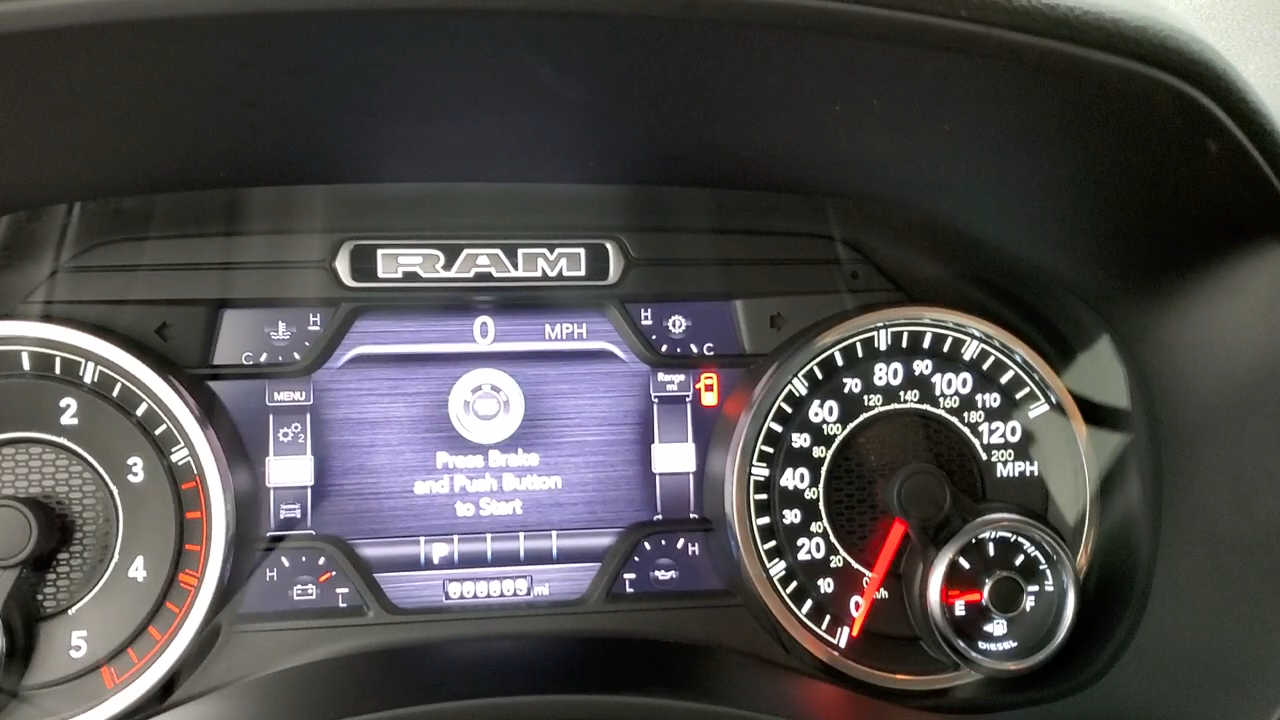 RAM
H
0 MPH
H
C
C
MENU
2
Range
mi
Press Brake
and Push Button
to Start
P
mi
H
L
H
L
2
3
4
5
0
10
20
30
40
50
60
70
80
90
100
110
120
MPH
20
40
60
80
100
120
140
160
180
200
E
F
DIESEL